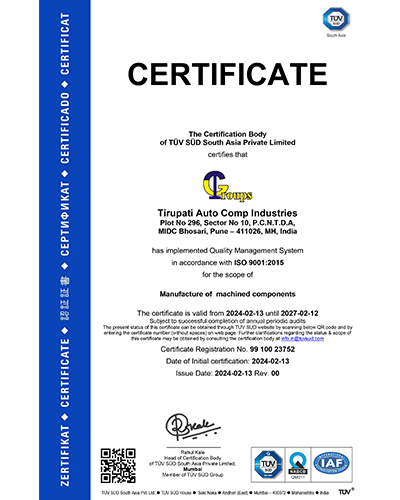 TÜV
SÜD
South Asia
ZERTIFIKAT ◆ CERTIFICATE ◆ 認証証書 ◆ СЕРТИФИКАТ ◆ CERTIFICADO ◆ CERTIFICAT
CERTIFICATE
The Certification Body
of TÜV SÜD South Asia Private Limited
certifies that
T Groups
Tirupati Auto Comp Industries
Plot No 296, Sector No 10, P.C.N.T.D.A,
MIDC Bhosari, Pune – 411026, MH, India
has implemented Quality Management System
in accordance with ISO 9001:2015
for the scope of
Manufacture of machined components
The certificate is valid from 2024-02-13 until 2027-02-12
Subject to successful completion of annual periodic audits
The present status of this certificate can be obtained through TUV SUD website by scanning below QR code and by
entering the certificate number (without spaces) on web page. Further clarifications regarding the status & scope of
this certificate may be obtained by consulting the certification body at info.in@tuvsud.com
Certificate Registration No. 99 100 23752
Date of Initial certification: 2024-02-13
Issue Date: 2024-02-13 Rev. 00
Rahul Kale
Head of Certification Body
of TÜV SÜD South Asia Private Limited,
Mumbai
Member of TÜV SÜD Group
TÜV
SÜD
NABCB
QM011
IAF
TÜV SÜD South Asia Pvt. Ltd. ◆ TÜV SÜD House ◆ Saki Naka ◆ Andheri (East) ◆ Mumbai – 400072 ◆ Maharashtra ◆ India
TÜV®